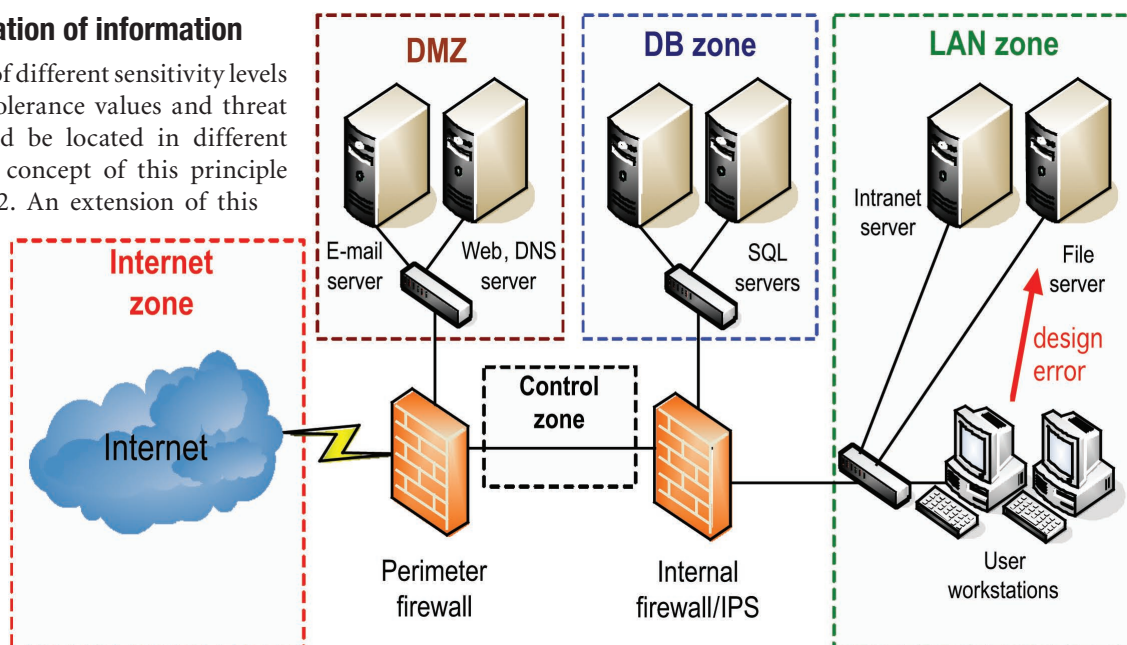 ation of information
of different sensitivity levels
olerance values and threat
d be located in different
concept of this principle
2. An extension of this
DMZ
E-mail
server
Web, DNS
server
DB zone
SQL
servers
LAN zone
Intranet
server
File
server
design
error
User
workstations
Internet
zone
Internet
Control
zone
Perimeter
firewall
Internal
firewall/IPS